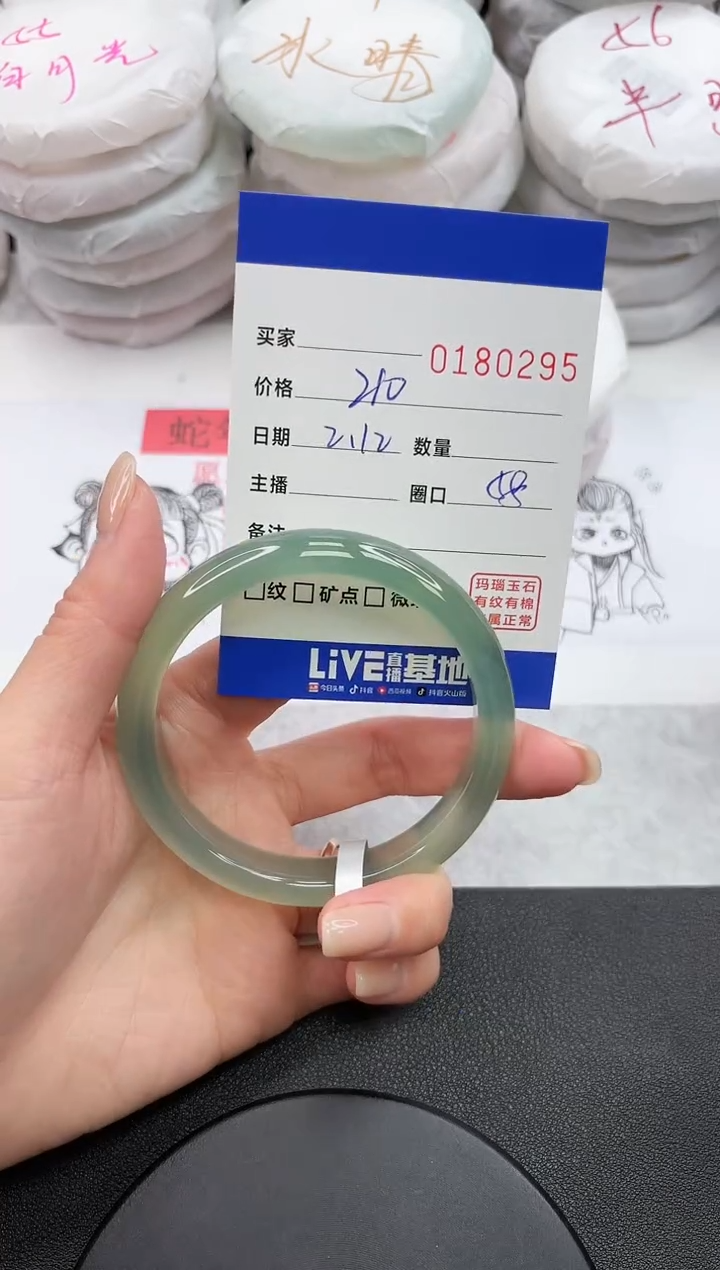 白月光
水晴
56
半
蛇
买家
0180295
价格 210
日期 2.12 数量
主播 圈口 58
备注
□纹 □矿点 □微
玛瑙玉石
有纹有棉
属正常
LiVE直播基地
今日头条 抖音 西瓜视频 抖音火山版